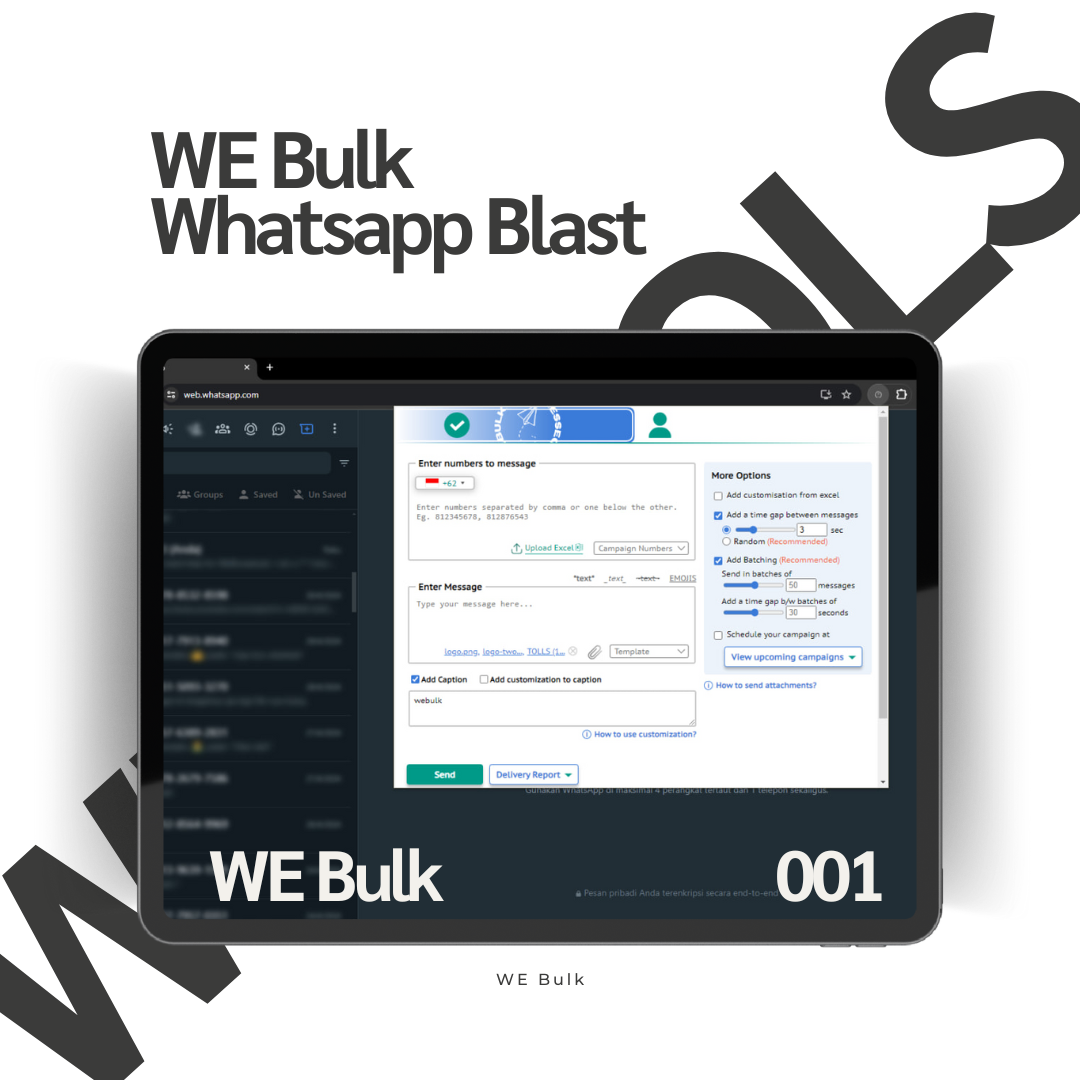 WE Bulk
Whatsapp Blast
OLS
W
web.whatsapp.com
Groups
Saved
Un Saved
BULK
Enter numbers to message
+62
Enter numbers separated by comma or one below the other.
Eg. 812345678, 812876543
Upload Excel
Campaign Numbers
"text" _text_ ~text~ EMOJIS
Enter Message
Type your message here...
logo.png, logo-two..., TOLLS (1...
Template
Add Caption
Add customization to caption
webulk
How to use customization?
Send
Delivery Report
More Options
Add customisation from excel
Add a time gap between messages
3 sec
Random (Recommended)
Add Batching (Recommended)
Send in batches of
50 messages
Add a time gap b/w batches of
30 seconds
Schedule your campaign at
View upcoming campaigns
How to send attachments?
Gunakan WhatsApp di maksimal 4 perangkat tertaut dan 1 telepon sekaligus.
Pesan pribadi Anda terenkripsi secara end-to-end
WE Bulk
001
WE Bulk